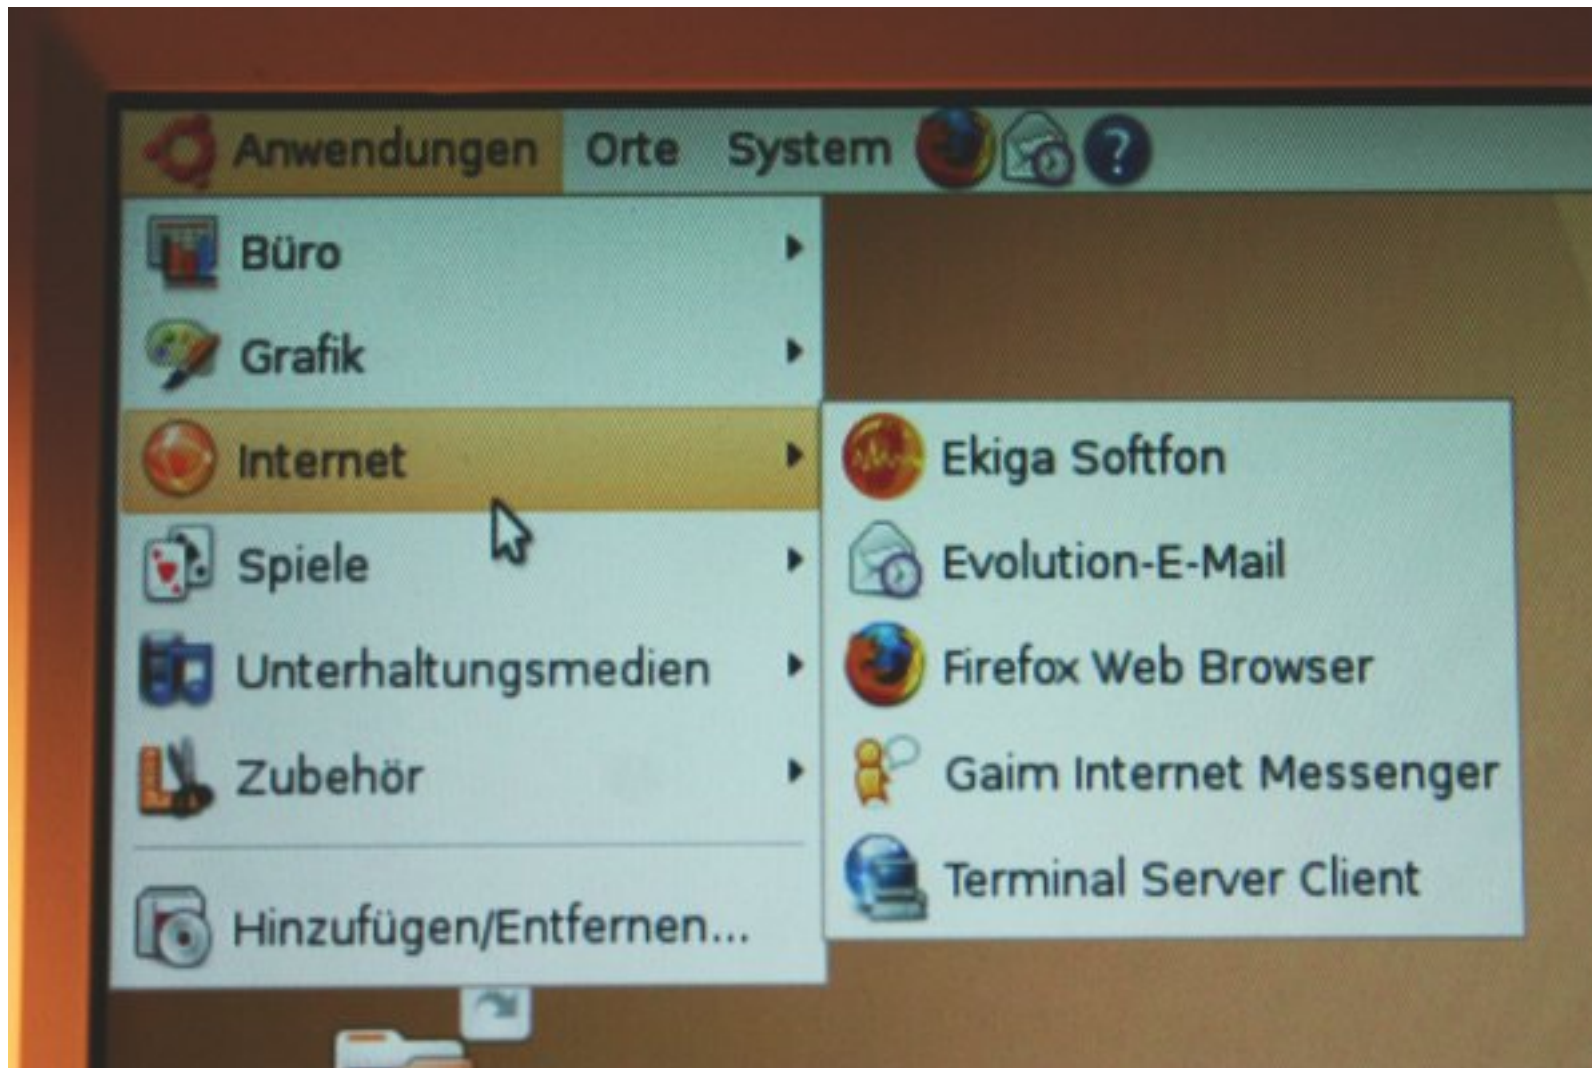 Anwendungen Orte System ?
Büro
Grafik
Internet
Spiele
Unterhaltungsmedien
Zubehör
Hinzufügen/Entfernen...
Ekiga Softfon
Evolution-E-Mail
Firefox Web Browser
Gaim Internet Messenger
Terminal Server Client